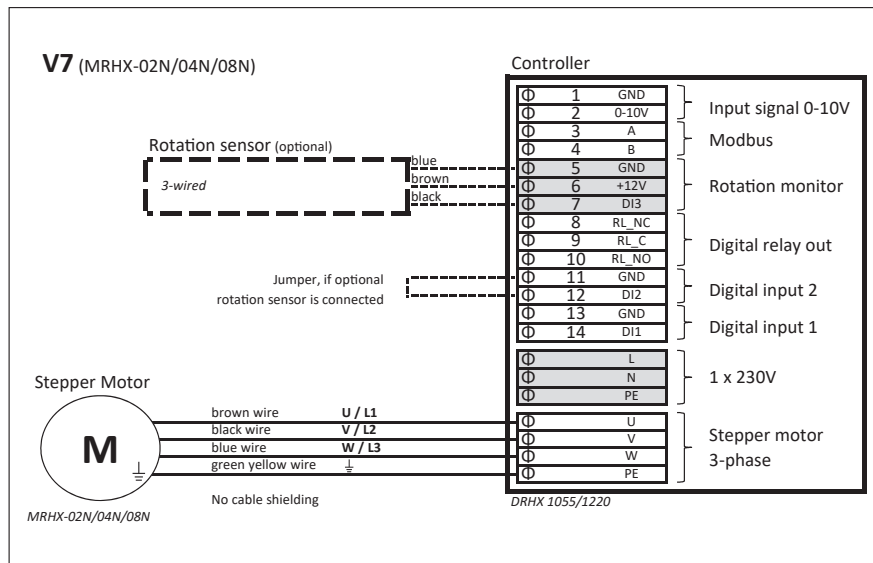 V7 (MRHX-02N/04N/08N)
Controller
1 GND
2 0-10V
Input signal 0-10V
3 A
4 B
Modbus
Rotation sensor (optional)
3-wired
blue
brown
black
5 GND
6 +12V
7 DI3
Rotation monitor
8 RL_NC
9 RL_C
10 RL_NO
Digital relay out
Jumper, if optional
rotation sensor is connected
11 GND
12 DI2
Digital input 2
13 GND
14 DI1
Digital input 1
L
N
PE
1 x 230V
Stepper Motor
M
brown wire U / L1
black wire V / L2
blue wire W / L3
green yellow wire
No cable shielding
MRHX-02N/04N/08N
U
V
W
PE
Stepper motor
3-phase
DRHX 1055/1220